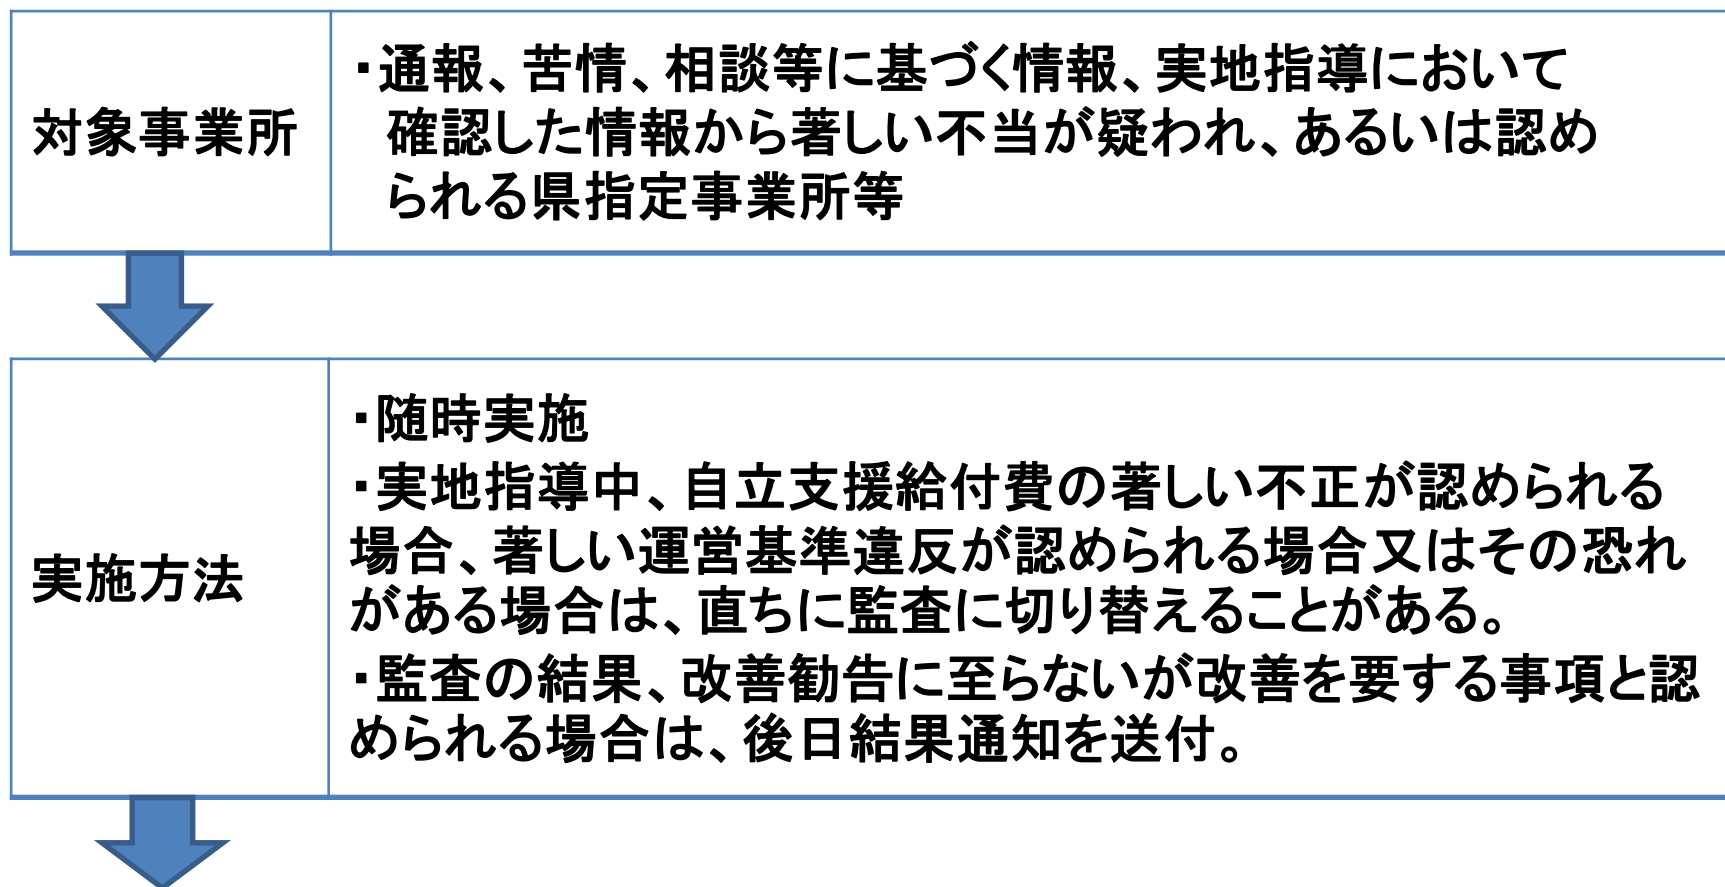 対象事業所
・通報、苦情、相談等に基づく情報、実地指導において
確認した情報から著しい不当が疑われ、あるいは認め
られる県指定事業所等
実施方法
・随時実施
・実地指導中、自立支援給付費の著しい不正が認められる
場合、著しい運営基準違反が認められる場合又はその恐れ
がある場合は、直ちに監査に切り替えることがある。
・監査の結果、改善勧告に至らないが改善を要する事項と認
められる場合は、後日結果通知を送付。